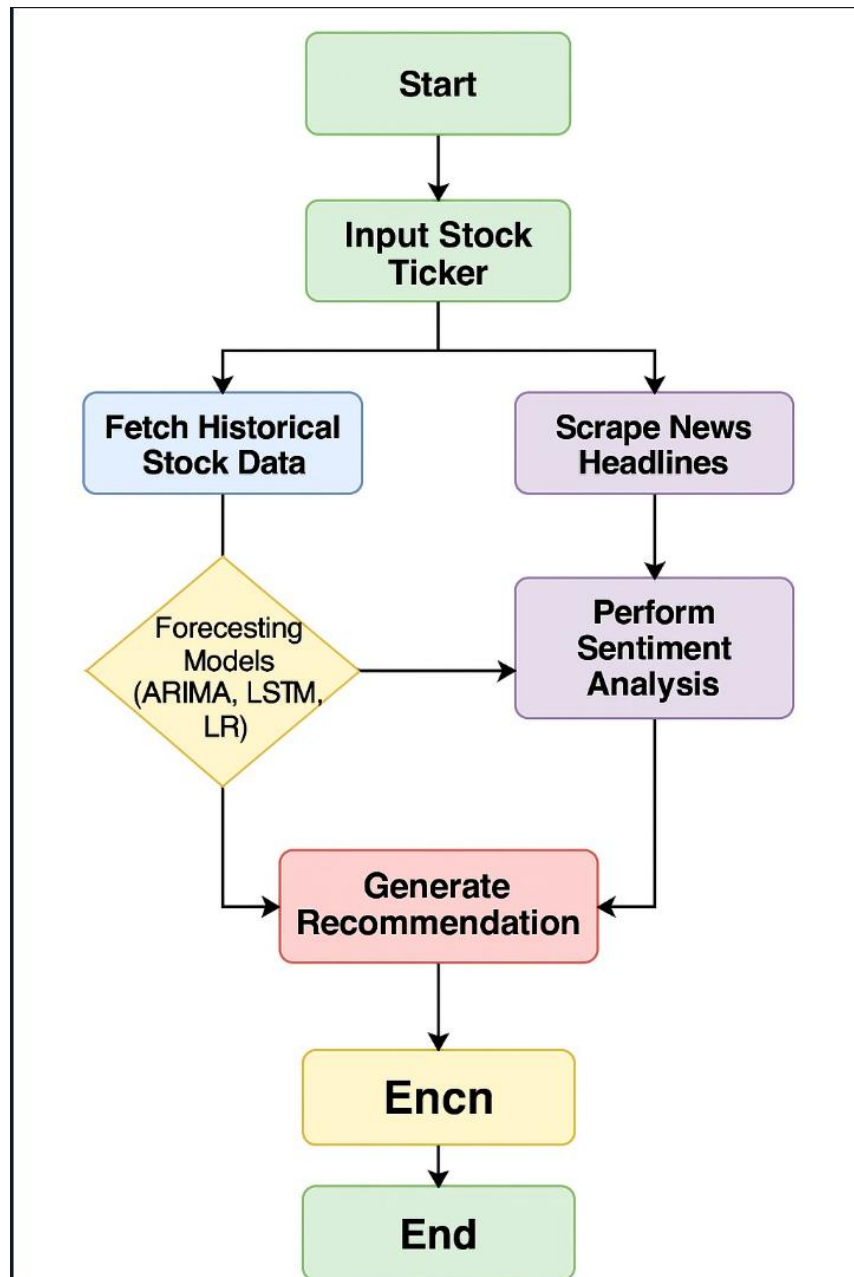 Start
Input Stock
Ticker
Fetch Historical
Stock Data
Scrape News
Headlines
Forecesting
Models
(ARIMA, LSTM,
LR)
Perform
Sentiment
Analysis
Generate
Recommendation
Encn
End